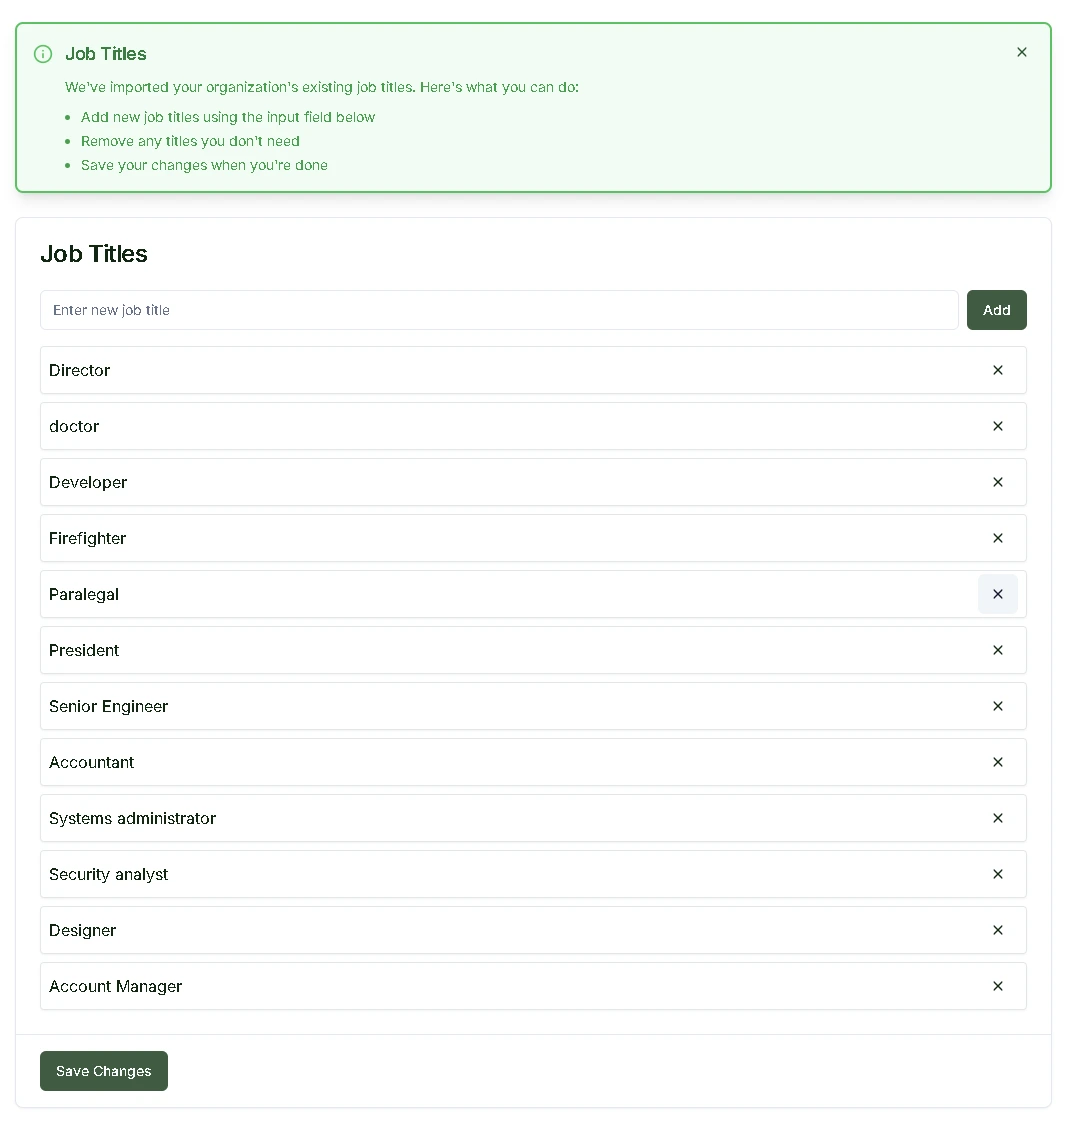 Job Titles
We've imported your organization's existing job titles. Here's what you can do:
Add new job titles using the input field below
Remove any titles you don't need
Save your changes when you're done
Job Titles
Enter new job title
Add
Director
doctor
Developer
Firefighter
Paralegal
President
Senior Engineer
Accountant
Systems administrator
Security analyst
Designer
Account Manager
Save Changes